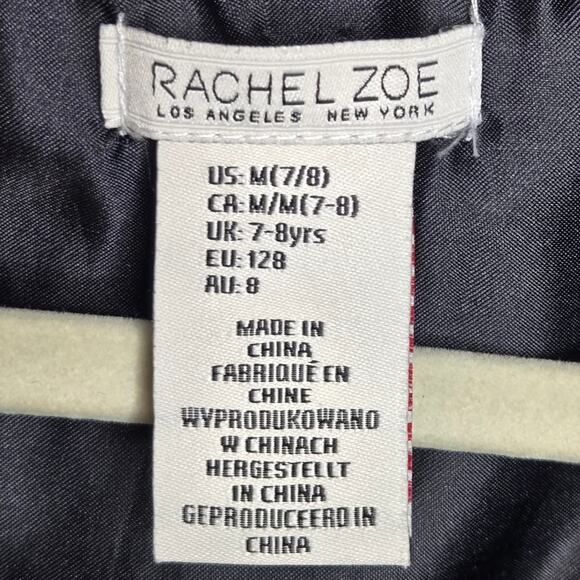 RACHEL ZOE
LOS ANGELES NEW YORK
US: M(7/8)
CA: M/M(7-8)
UK: 7-8yrs
EU: 128
AU: 8
MADE IN
CHINA
FABRIQUÉ EN
CHINE
WYPRODUKOWANO
W CHINACH
HERGESTELLT
IN CHINA
GEPRODUCEERD IN
CHINA